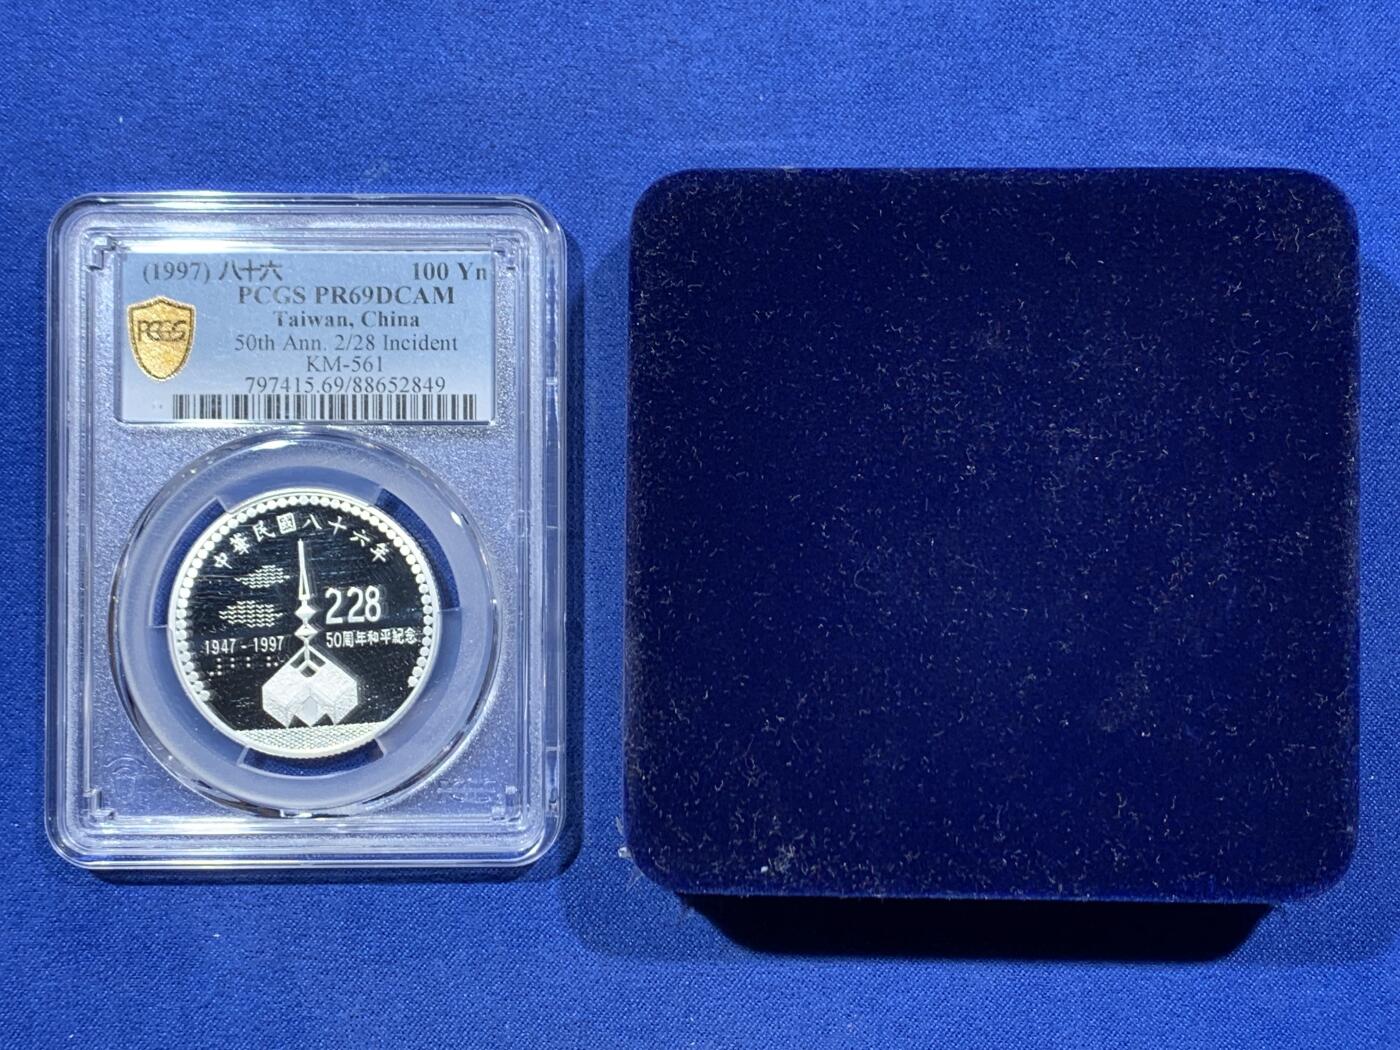 (1997) 八十六 100 Yn
PCGS PR69DCAM
Taiwan, China
50th Ann. 2/28 Incident
KM-561
797415.69/88652849
PCGS
中華民國八十六年
228
1947-1997
50周年和平紀念